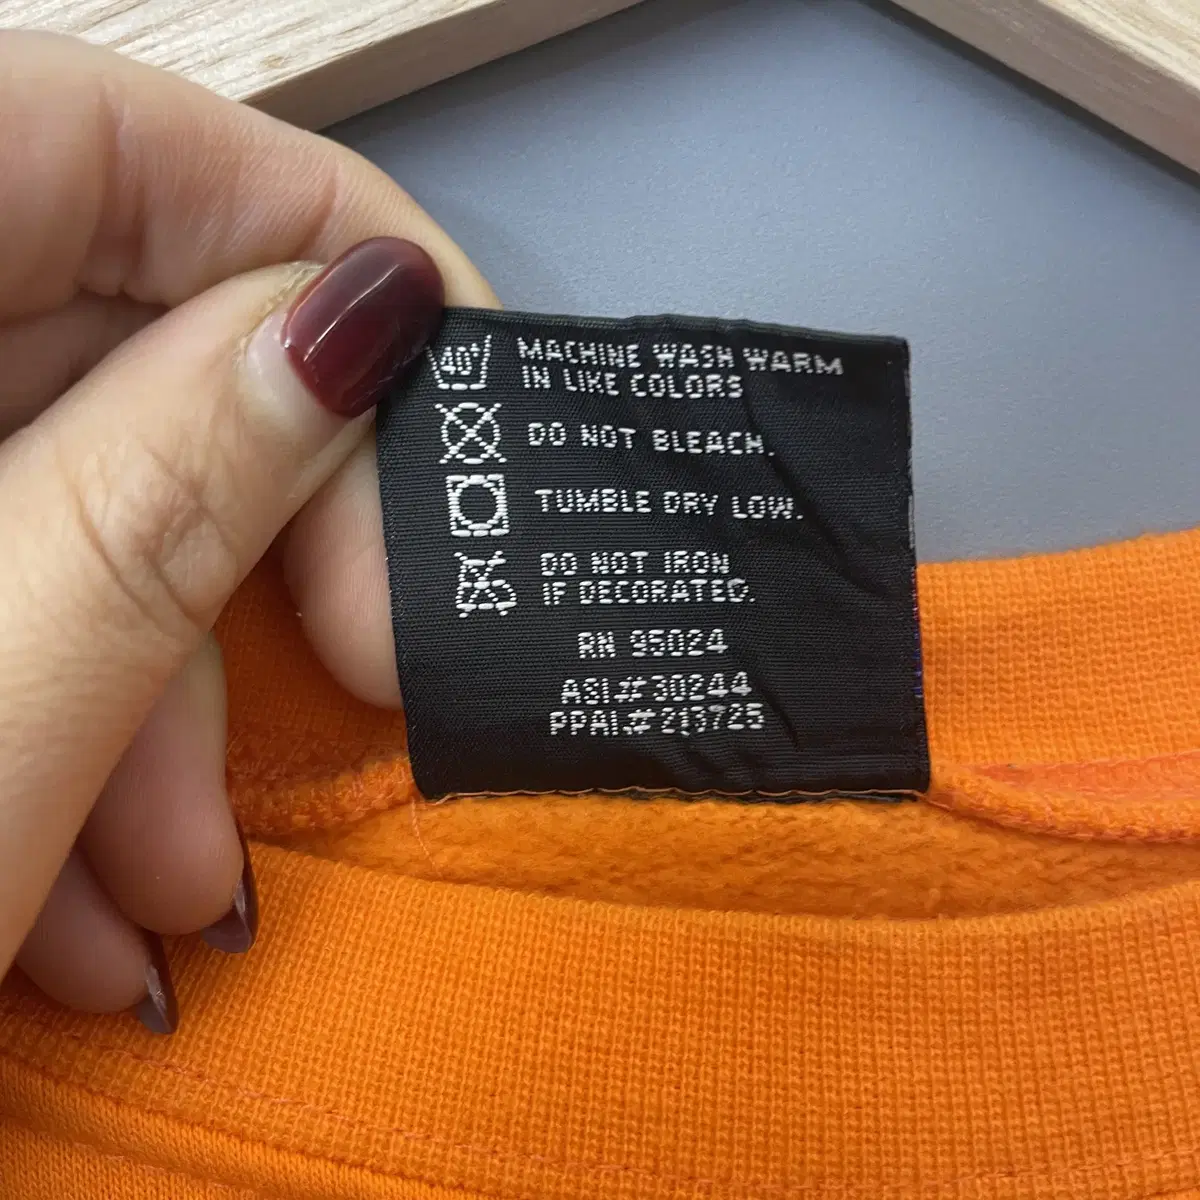 40°
MACHINE WASH WARM
IN LIKE COLORS
DO NOT BLEACH.
TUMBLE DRY LOW.
DO NOT IRON
IF DECORATED.
RN 95024
ASI.#30244
PPAI.#213725